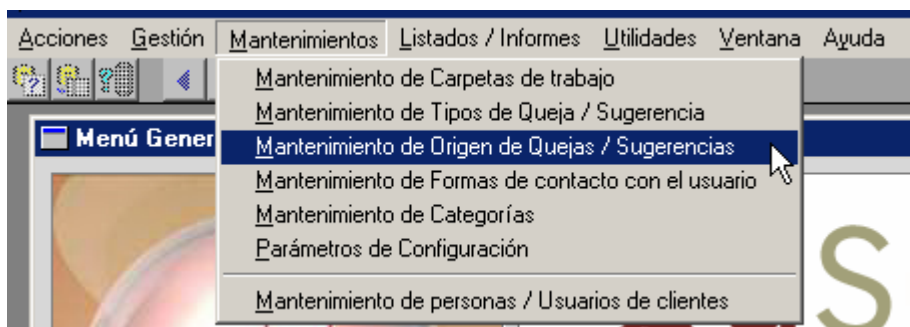 Acciones Gestión Mantenimientos Listados / Informes Utilidades Ventana Ayuda
Mantenimiento de Carpetas de trabajo
Mantenimiento de Tipos de Queja / Sugerencia
Menú Gener
Mantenimiento de Origen de Quejas / Sugerencias
Mantenimiento de Formas de contacto con el usuario
Mantenimiento de Categorías
Parámetros de Configuración
S
Mantenimiento de personas / Usuarios de clientes